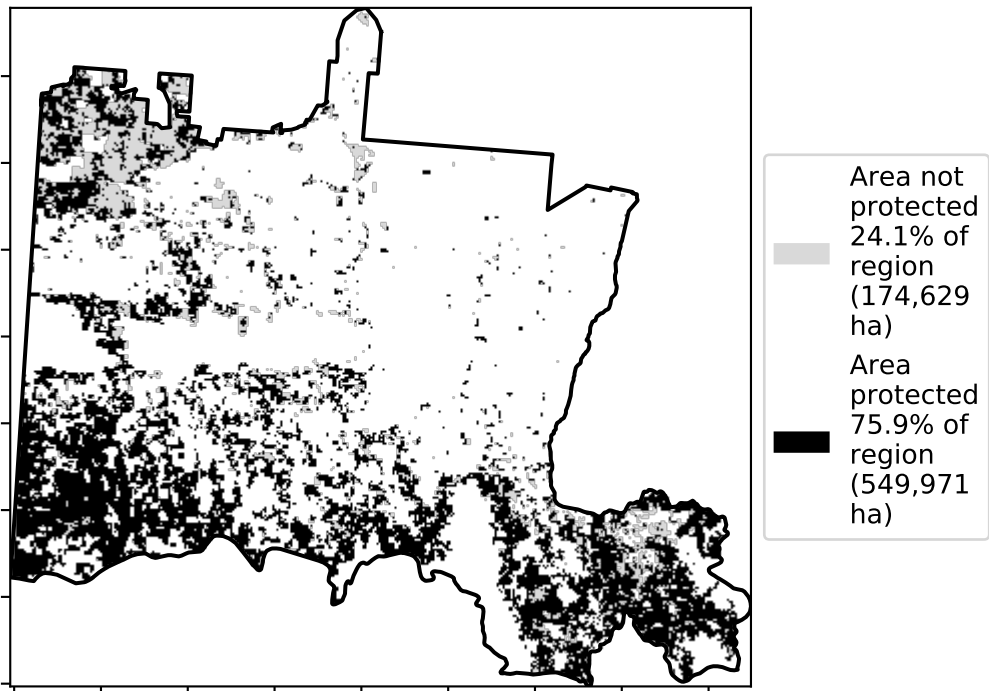 Area not
protected
24.1% of
region
(174,629
ha)
Area
protected
75.9% of
region
(549,971
ha)